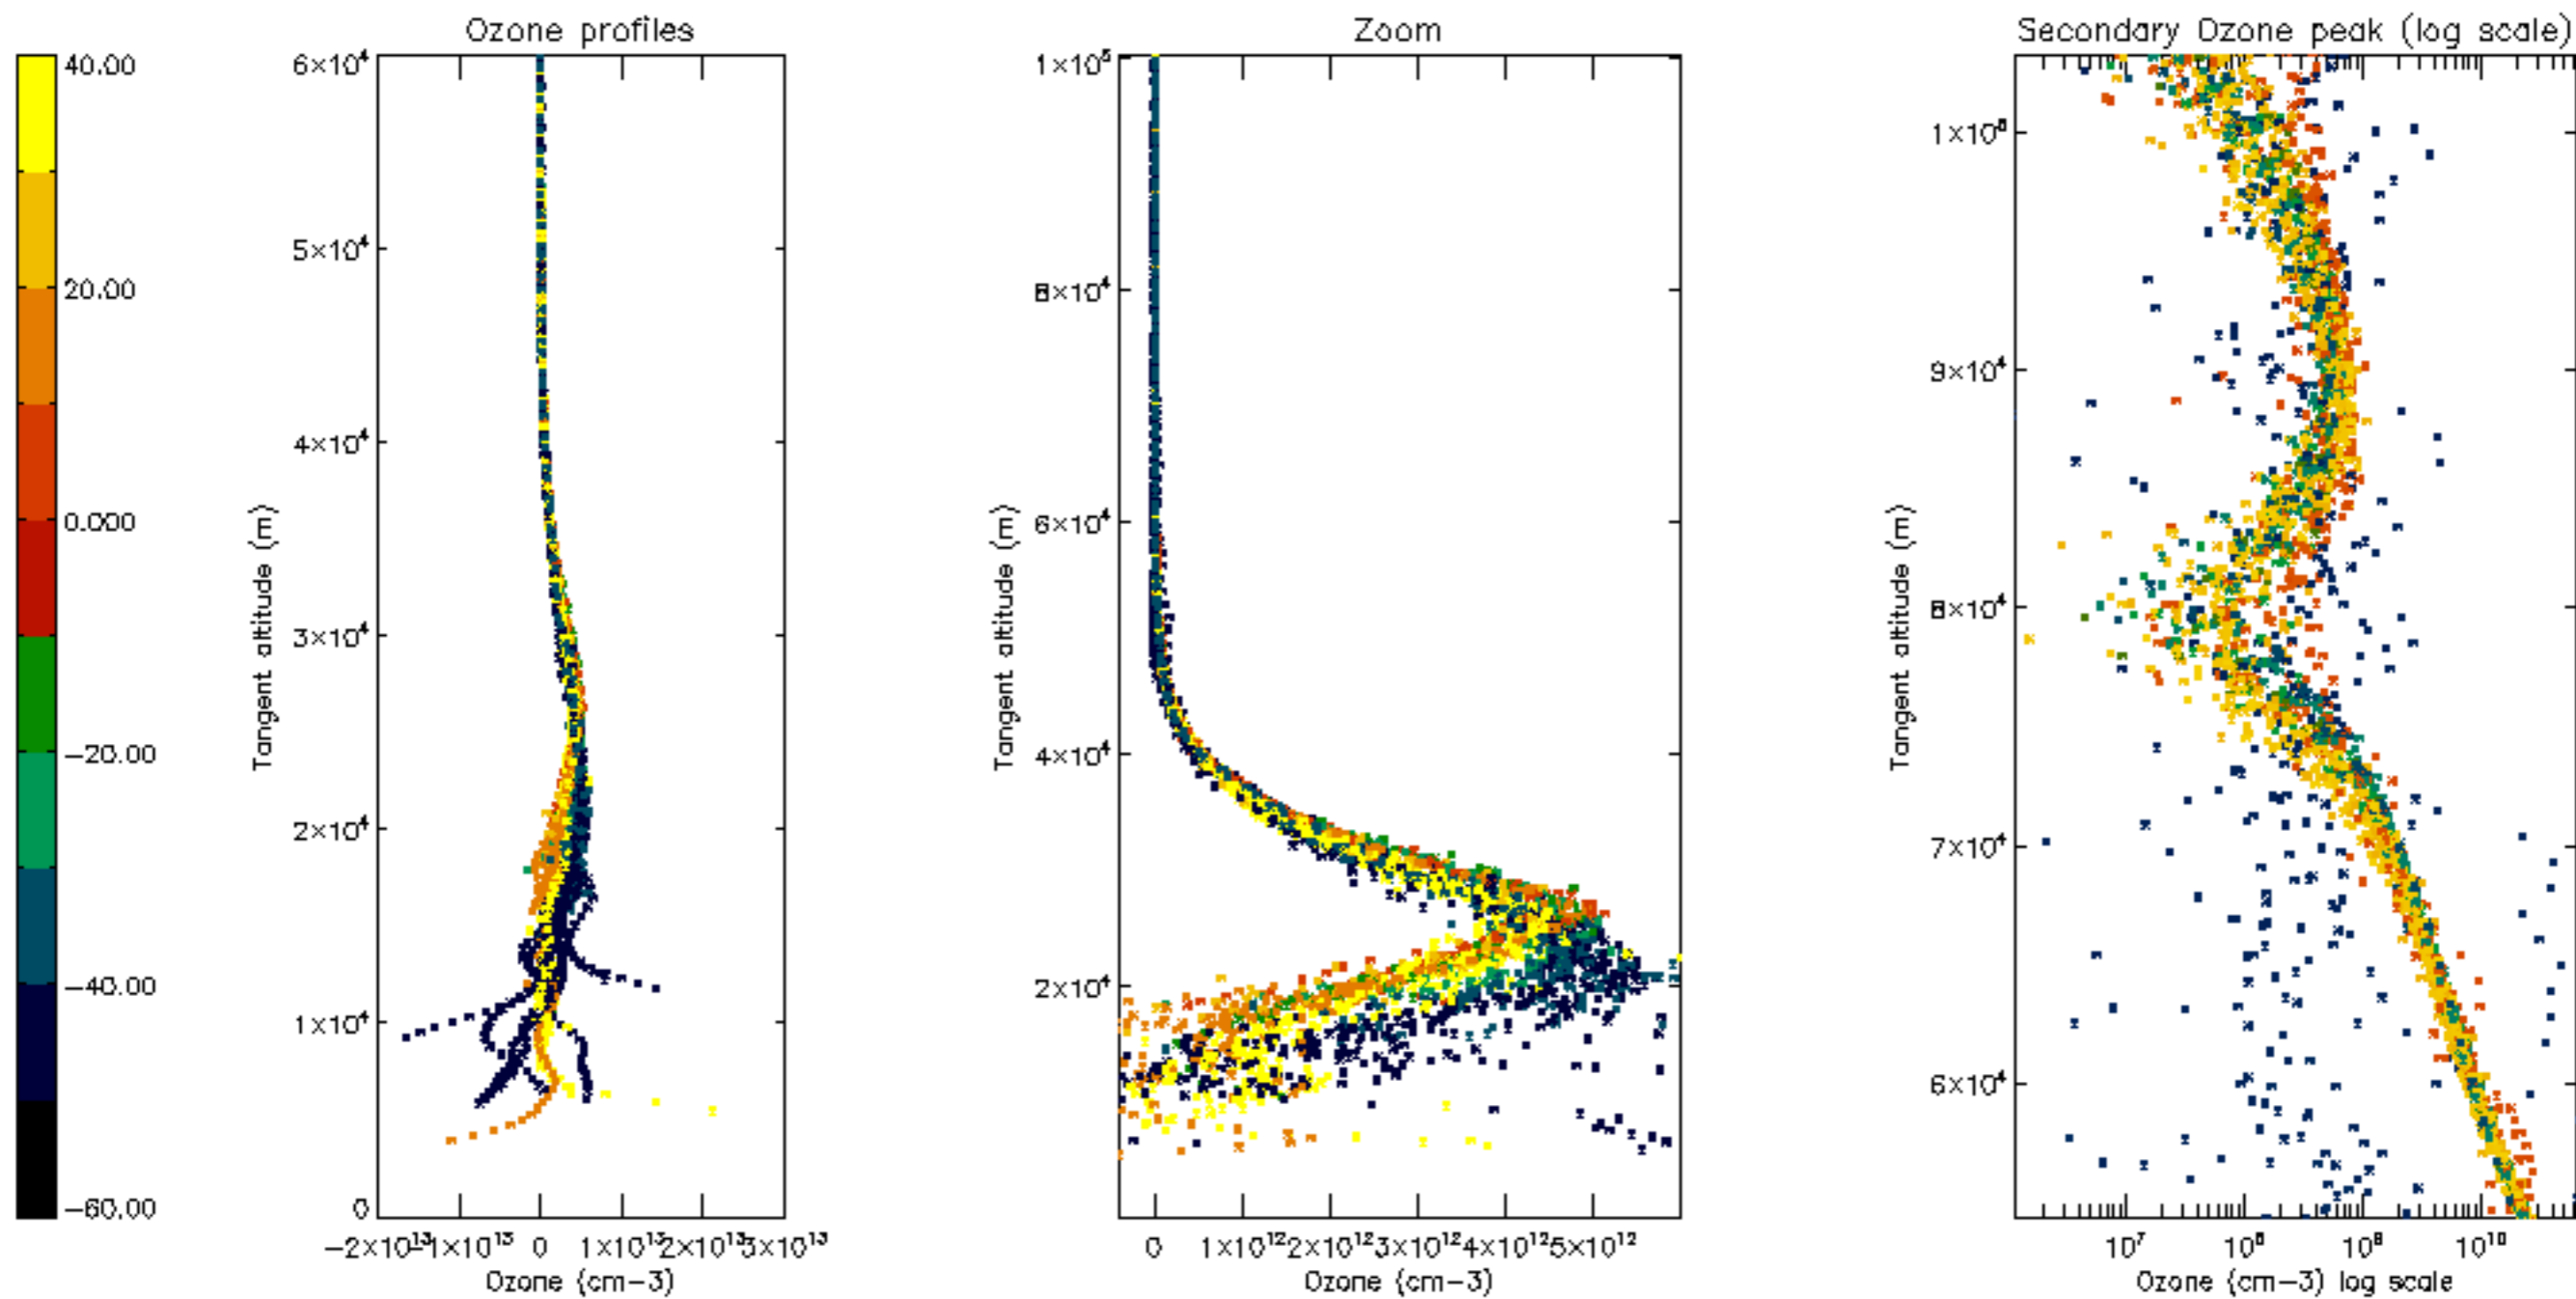 Ozone profiles
Zoom
Secondary Ozone peak (log scale)
40.00
20.00
0.000
−20.00
−40.00
−60.00
6×10⁴
5×10⁴
4×10⁴
3×10⁴
2×10⁴
1×10⁴
0
Tangent altitude (m)
−2×10¹³ −1×10¹³ 0 1×10¹³ 2×10¹³ 3×10¹³
Ozone (cm−3)
1×10⁵
8×10⁴
6×10⁴
4×10⁴
2×10⁴
Tangent altitude (m)
0 1×10¹² 2×10¹² 3×10¹² 4×10¹² 5×10¹²
Ozone (cm−3)
1×10⁵
9×10⁴
8×10⁴
7×10⁴
6×10⁴
Tangent altitude (m)
10⁷ 10⁸ 10⁹ 10¹⁰
Ozone (cm−3) log scale